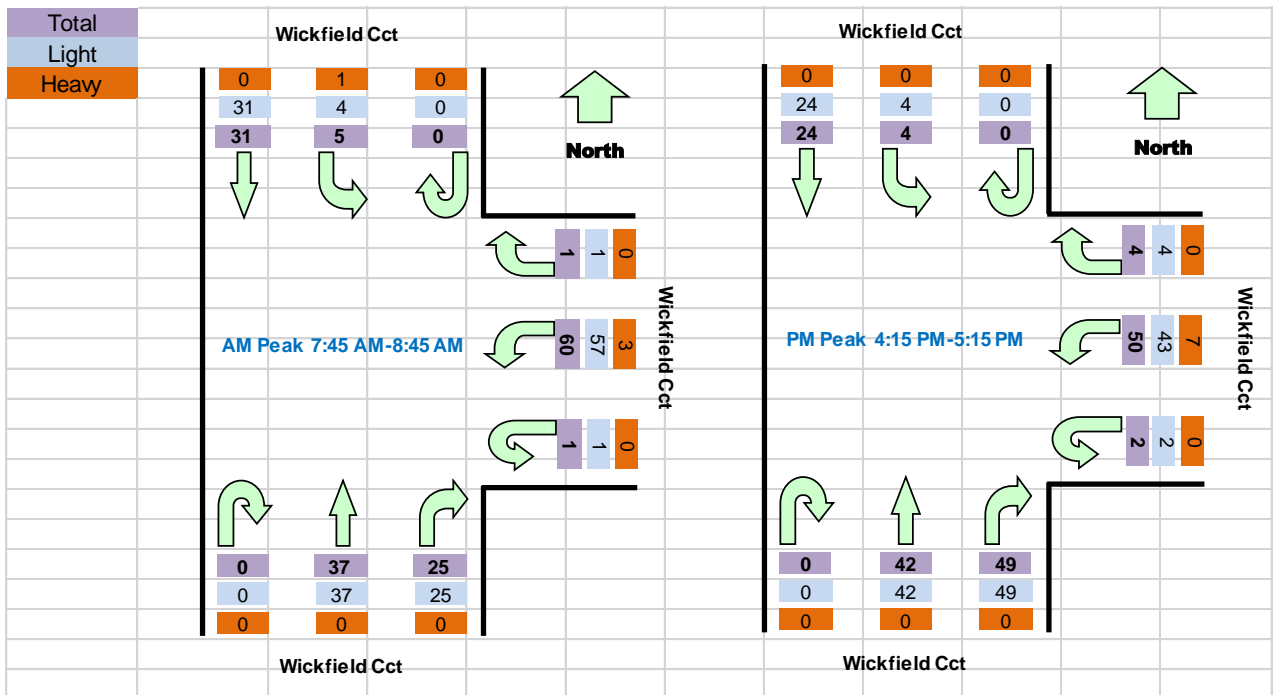 Total
Light
Heavy
Wickfield Cct
0 1 0
31 4 0
31 5 0
North
1 1 0
60 57 3
1 1 0
Wickfield Cct
AM Peak 7:45 AM-8:45 AM
0 37 25
0 37 25
0 0 0
Wickfield Cct
Wickfield Cct
0 0 0
24 4 0
24 4 0
North
4 4 0
50 43 7
2 2 0
Wickfield Cct
PM Peak 4:15 PM-5:15 PM
0 42 49
0 42 49
0 0 0
Wickfield Cct